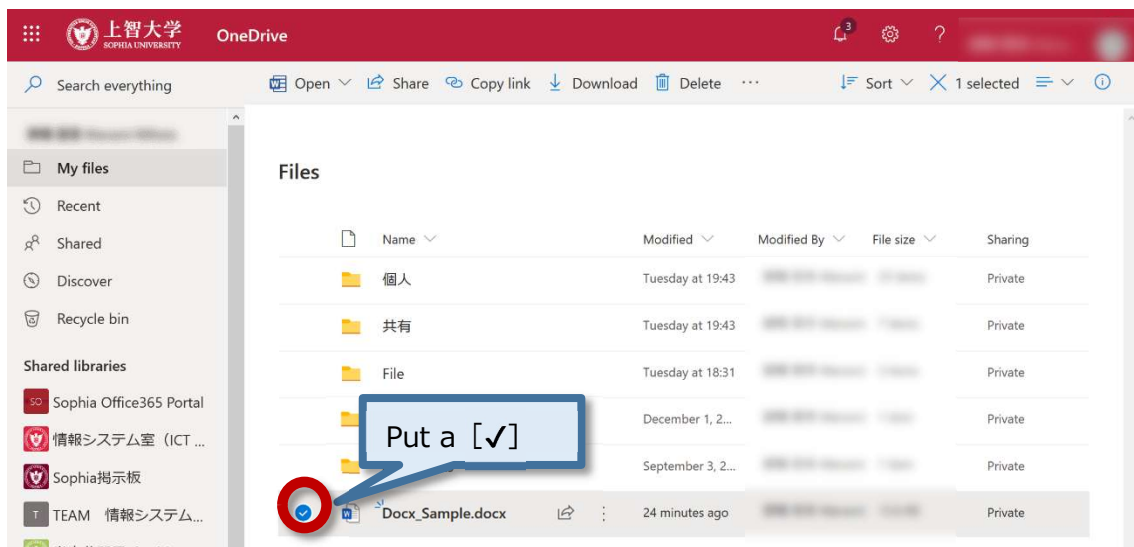 上智大学
SOPHIA UNIVERSITY
OneDrive
3
?
Search everything
Open
Share
Copy link
Download
Delete
...
Sort
1 selected
My files
Recent
Shared
Discover
Recycle bin
Shared libraries
SO Sophia Office365 Portal
情報システム室（ICT ...
Sophia掲示板
T TEAM 情報システム...
Files
Name Modified Modified By File size Sharing
個人 Tuesday at 19:43 Private
共有 Tuesday at 19:43 Private
File Tuesday at 18:31 Private
December 1, 2... Private
September 3, 2... Private
Docx_Sample.docx 24 minutes ago Private
Put a [✓]